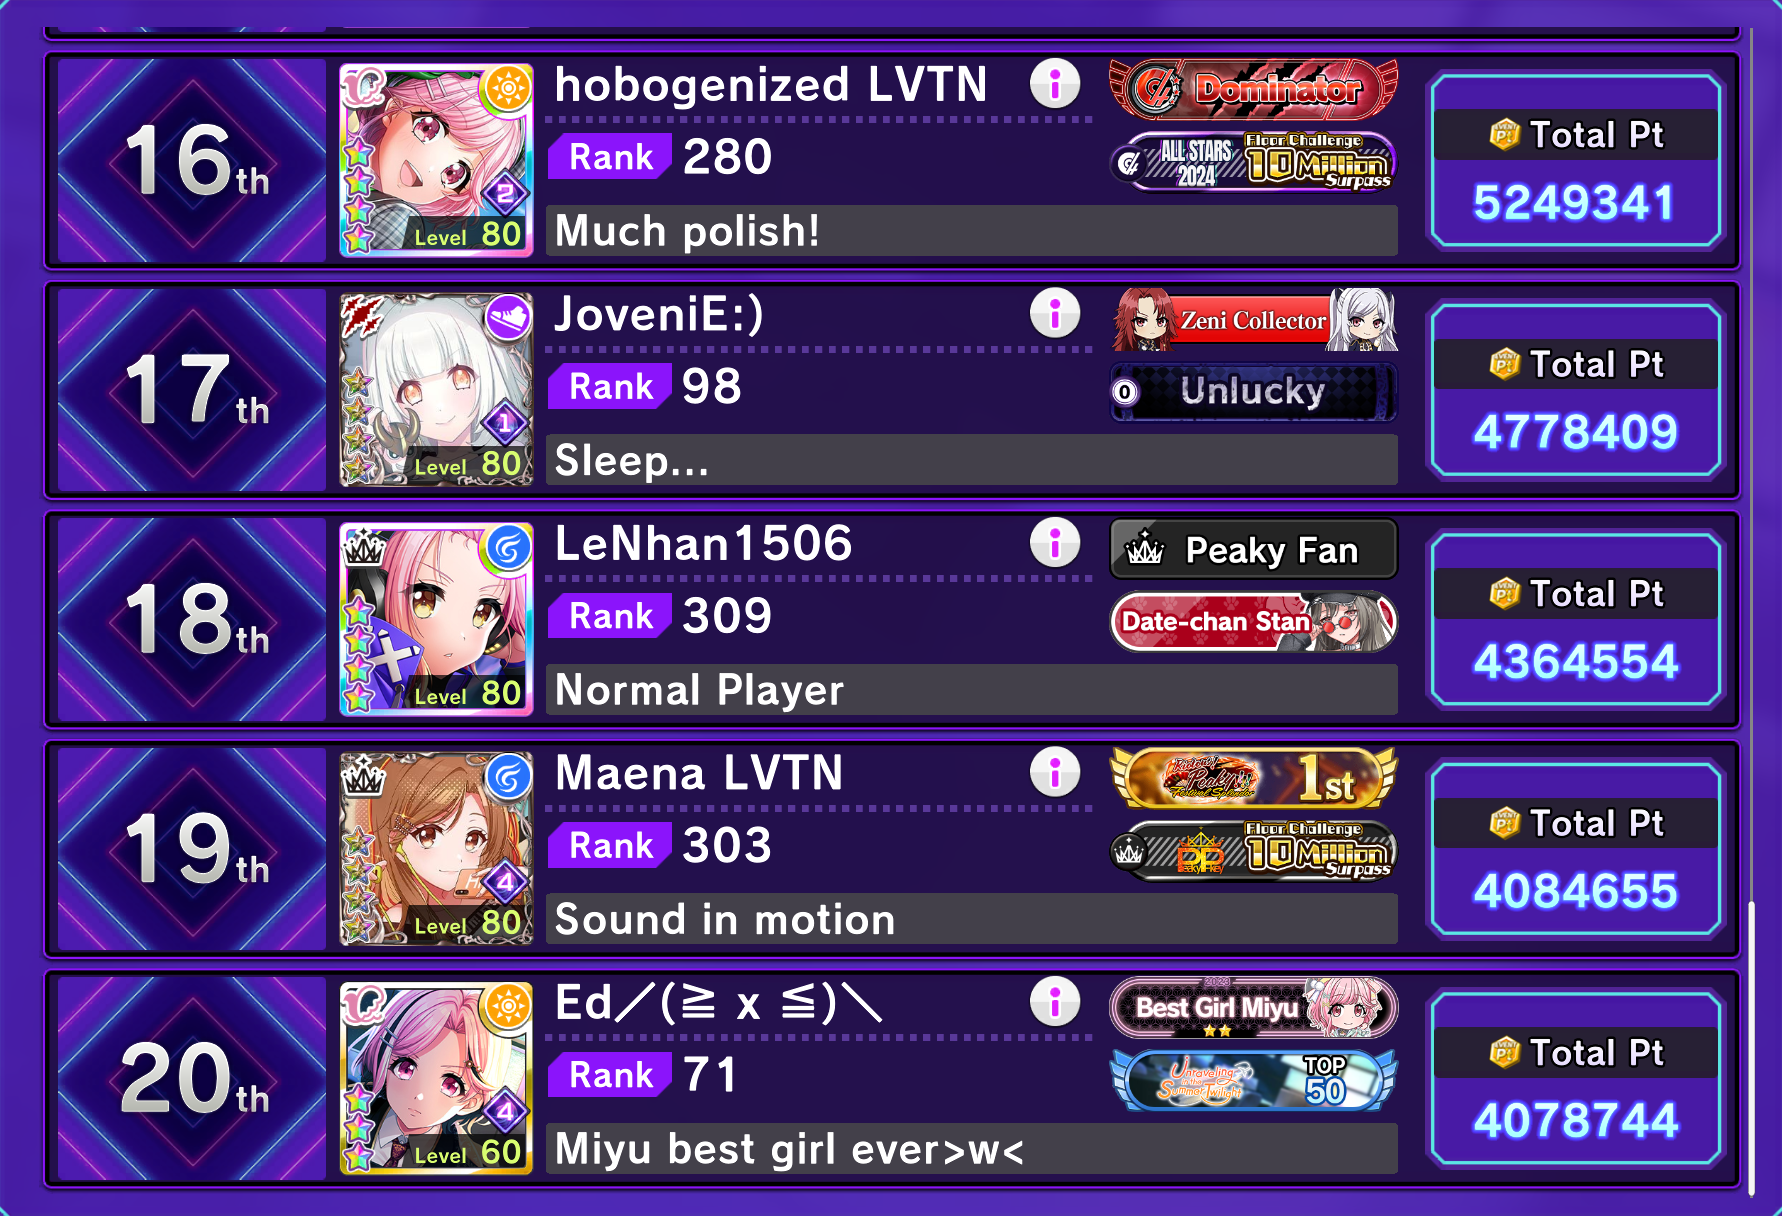 16th
hobogenized LVTN
Rank 280
Much polish!
Level 80
2
Dominator
ALL STARS 2024
Floor Challenge
10 Million
Surpass
Total Pt
5249341
17th
JoveniE:)
Rank 98
Sleep...
Level 80
1
Zeni Collector
0 Unlucky
Total Pt
4778409
18th
LeNhan1506
Rank 309
Normal Player
Level 80
Peaky Fan
Date-chan Stan
Total Pt
4364554
19th
Maena LVTN
Rank 303
Sound in motion
Level 80
4
1st
Floor Challenge
10 Million
Surpass
Total Pt
4084655
20th
Ed／(≧ x ≦)＼
Rank 71
Miyu best girl ever>w<
Level 60
4
2023
Best Girl Miyu
Unraveling in the Summer Twilight
TOP 50
Total Pt
4078744